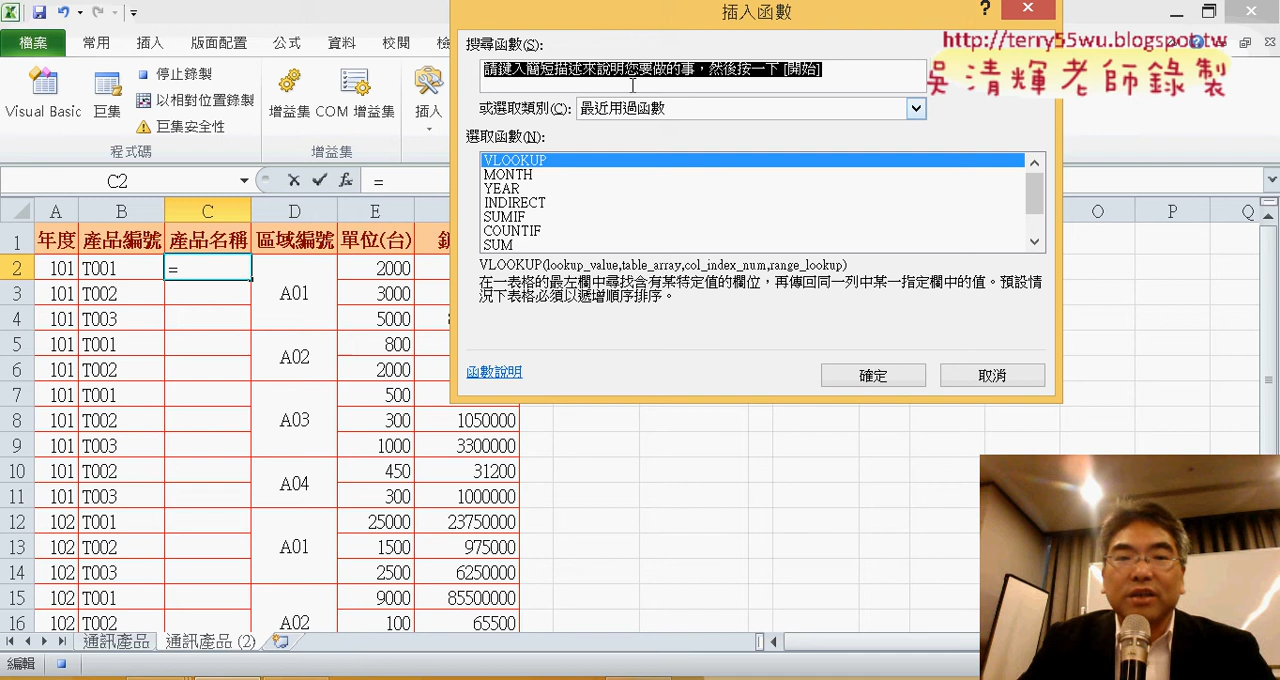 插入函數
?
http://terry55wu.blogspot.tw
吳清輝老師錄製
檔案 常用 插入 版面配置 公式 資料 校閱 檢
Visual Basic 巨集 停止錄製 以相對位置錄製 巨集安全性
程式碼
增益集 COM 增益集
增益集
插入
搜尋函數(S):
請鍵入簡短描述來說明您要做的事，然後按一下 [開始]
或選取類別(C): 最近用過函數
選取函數(N):
VLOOKUP
MONTH
YEAR
INDIRECT
SUMIF
COUNTIF
SUM
VLOOKUP(lookup_value,table_array,col_index_num,range_lookup)
在一表格的最左欄中尋找含有某特定值的欄位，再傳回同一列中某一指定欄中的值。預設情
況下表格必須以遞增順序排序。
函數說明 確定 取消
C2 fx =
A B C D E O P Q
1 年度 產品編號 產品名稱 區域編號 單位(台) 銷
2 101 T001 = 2000
3 101 T002 A01 3000
4 101 T003 5000
5 101 T001 800
6 101 T002 A02 2000
7 101 T001 500
8 101 T002 A03 300 1050000
9 101 T003 1000 3300000
10 101 T002 450 31200
11 101 T003 A04 300 1000000
12 102 T001 25000 23750000
13 102 T002 A01 1500 975000
14 102 T003 2500 6250000
15 102 T001 9000 85500000
16 102 T002 A02 100 65500
通訊產品 通訊產品 (2)
編輯